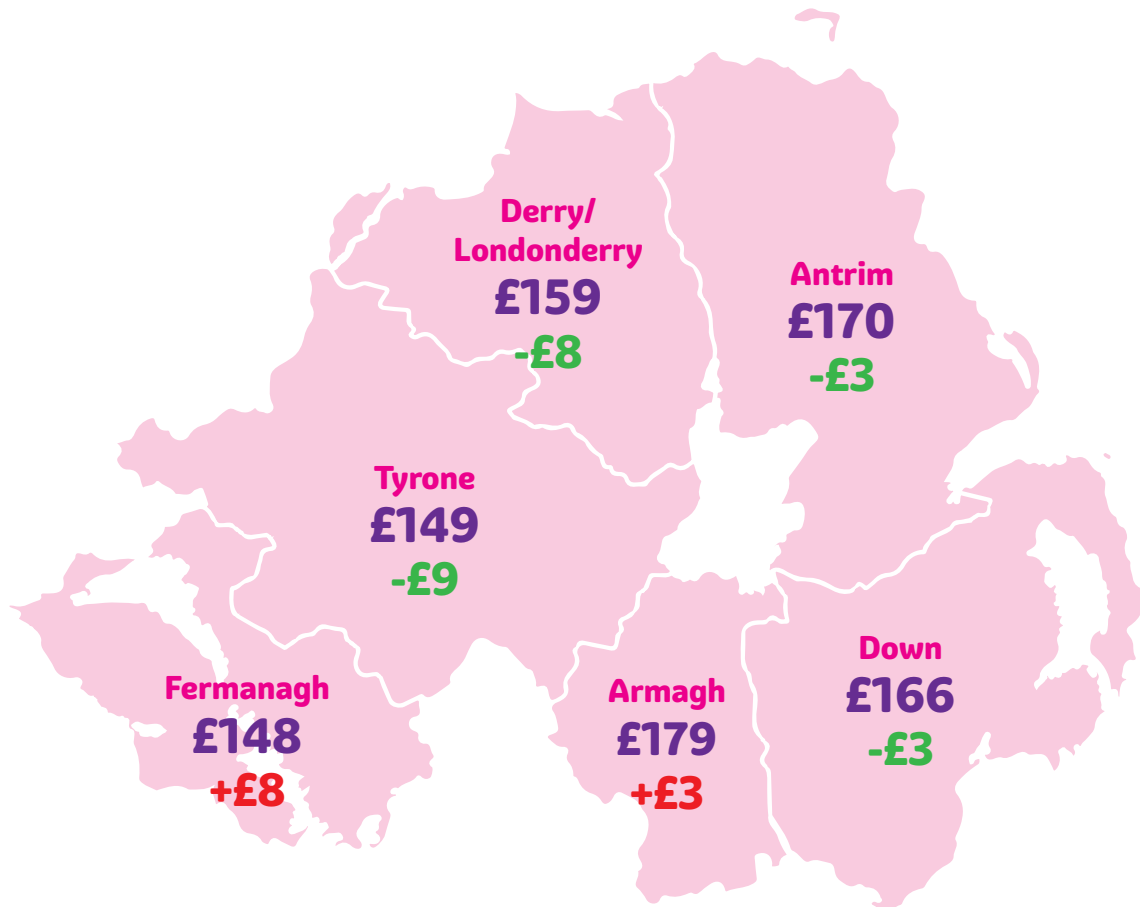 Derry/
Londonderry
£159
-£8
Antrim
£170
-£3
Tyrone
£149
-£9
Fermanagh
£148
+£8
Armagh
£179
+£3
Down
£166
-£3